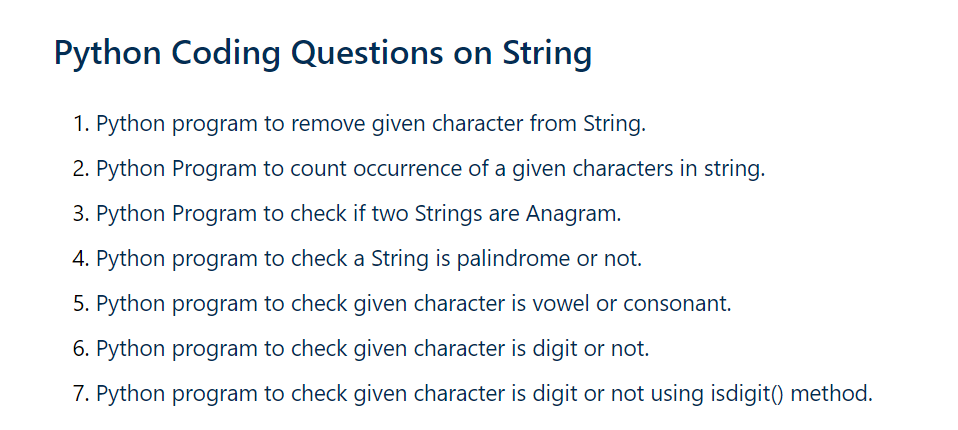 Python Coding Questions on String
1. Python program to remove given character from String.
2. Python Program to count occurrence of a given characters in string.
3. Python Program to check if two Strings are Anagram.
4. Python program to check a String is palindrome or not.
5. Python program to check given character is vowel or consonant.
6. Python program to check given character is digit or not.
7. Python program to check given character is digit or not using isdigit() method.